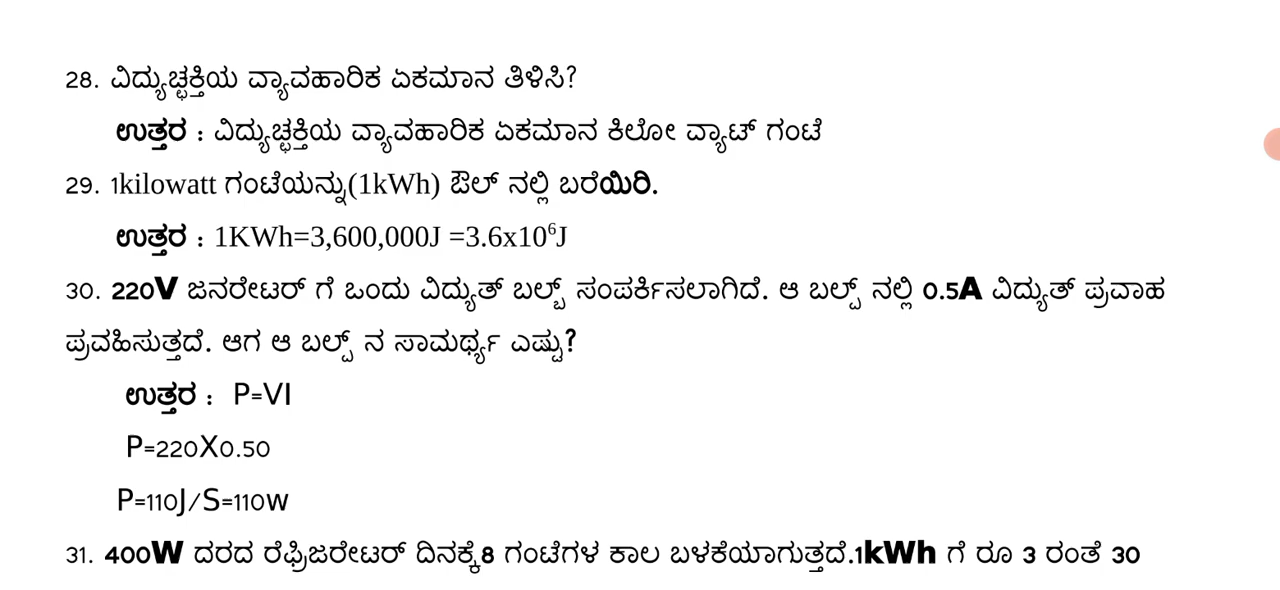 28. ವಿದ್ಯುಚ್ಛಕ್ತಿಯ ವ್ಯಾವಹಾರಿಕ ಏಕಮಾನ ತಿಳಿಸಿ?
ಉತ್ತರ : ವಿದ್ಯುಚ್ಛಕ್ತಿಯ ವ್ಯಾವಹಾರಿಕ ಏಕಮಾನ ಕಿಲೋ ವ್ಯಾಟ್ ಗಂಟೆ
29. 1kilowatt ಗಂಟೆಯನ್ನು(1kWh) ಔಲ್ ನಲ್ಲಿ ಬರೆಯಿರಿ.
ಉತ್ತರ : 1KWh=3,600,000J =3.6x10⁶J
30. 220V ಜನರೇಟರ್ ಗೆ ಒಂದು ವಿದ್ಯುತ್ ಬಲ್ಬ್ ಸಂಪರ್ಕಿಸಲಾಗಿದೆ. ಆ ಬಲ್ಪ್ ನಲ್ಲಿ 0.5A ವಿದ್ಯುತ್ ಪ್ರವಾಹ
ಪ್ರವಹಿಸುತ್ತದೆ. ಆಗ ಆ ಬಲ್ಪ್ ನ ಸಾಮರ್ಥ್ಯ ಎಷ್ಟು?
ಉತ್ತರ : P=VI
P=220X0.50
P=110J/S=110w
31. 400W ದರದ ರೆಫ್ರಿಜರೇಟರ್ ದಿನಕ್ಕೆ8 ಗಂಟೆಗಳ ಕಾಲ ಬಳಕೆಯಾಗುತ್ತದೆ.1kWh ಗೆ ರೂ 3 ರಂತೆ 30